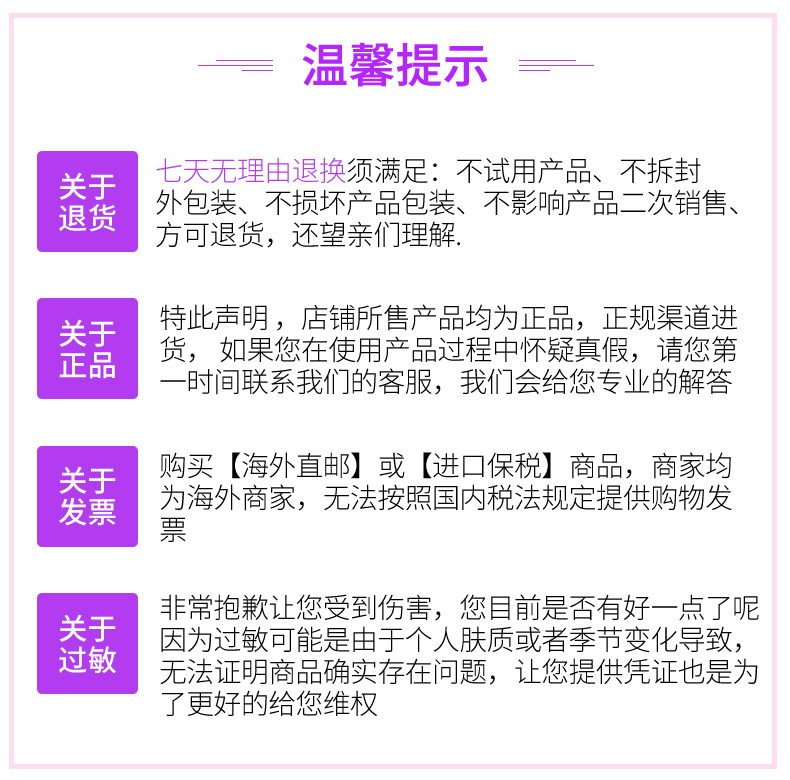 温馨提示
关于
退货
七天无理由退换须满足：不试用产品、不拆封
外包装、不损坏产品包装、不影响产品二次销售、
方可退货，还望亲们理解.
关于
正品
特此声明 ，店铺所售产品均为正品，正规渠道进
货， 如果您在使用产品过程中怀疑真假，请您第
一时间联系我们的客服，我们会给您专业的解答
关于
发票
购买【海外直邮】或【进口保税】商品，商家均
为海外商家，无法按照国内税法规定提供购物发
票
关于
过敏
非常抱歉让您受到伤害，您目前是否有好一点了呢
因为过敏可能是由于个人肤质或者季节变化导致，
无法证明商品确实存在问题，让您提供凭证也是为
了更好的给您维权